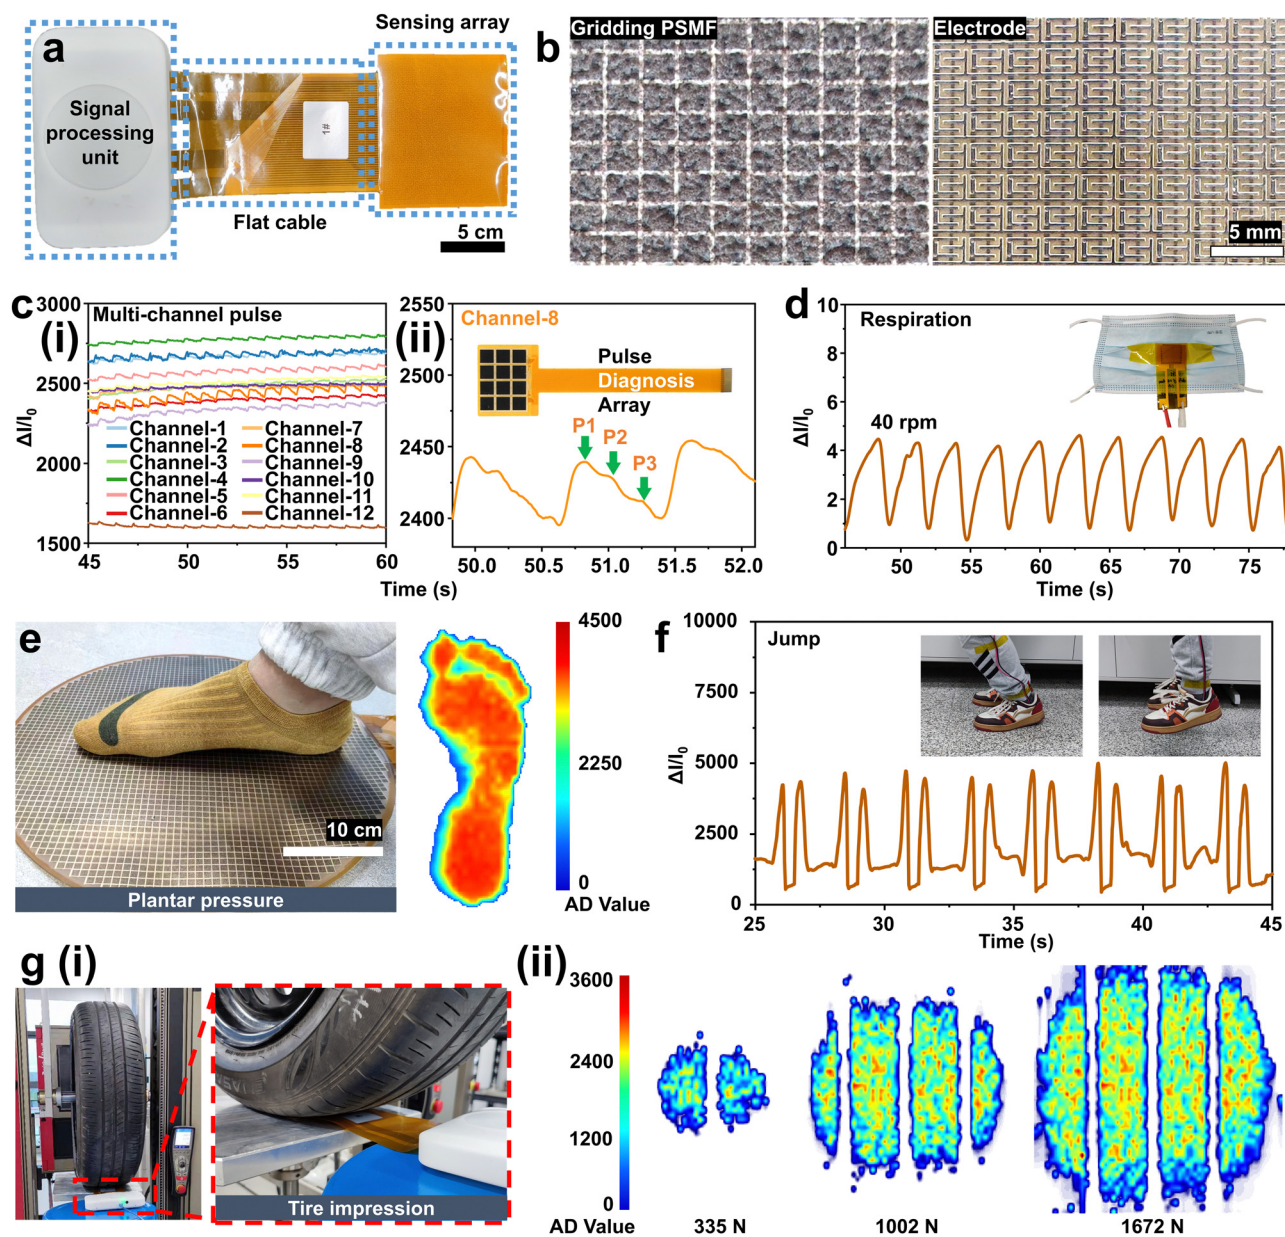 a
Sensing array
Signal
processing
unit
1#
Flat cable
5 cm
b
Gridding PSMF
Electrode
5 mm
c
(i)
Multi-channel pulse
ΔI/I0
3000
2500
2000
1500
Channel-1 Channel-7
Channel-2 Channel-8
Channel-3 Channel-9
Channel-4 Channel-10
Channel-5 Channel-11
Channel-6 Channel-12
45 50 55 60
(ii)
Channel-8
2550
2500
2450
2400
Pulse
Diagnosis
Array
P1
P2
P3
50.0 50.5 51.0 51.5 52.0
Time (s)
d
Respiration
40 rpm
ΔI/I0
10
8
6
4
2
0
50 55 60 65 70 75
Time (s)
e
10 cm
Plantar pressure
4500
2250
0
AD Value
f
Jump
ΔI/I0
10000
7500
5000
2500
0
25 30 35 40 45
Time (s)
g (i)
Tire impression
(ii)
3600
2400
1200
0
AD Value
335 N
1002 N
1672 N